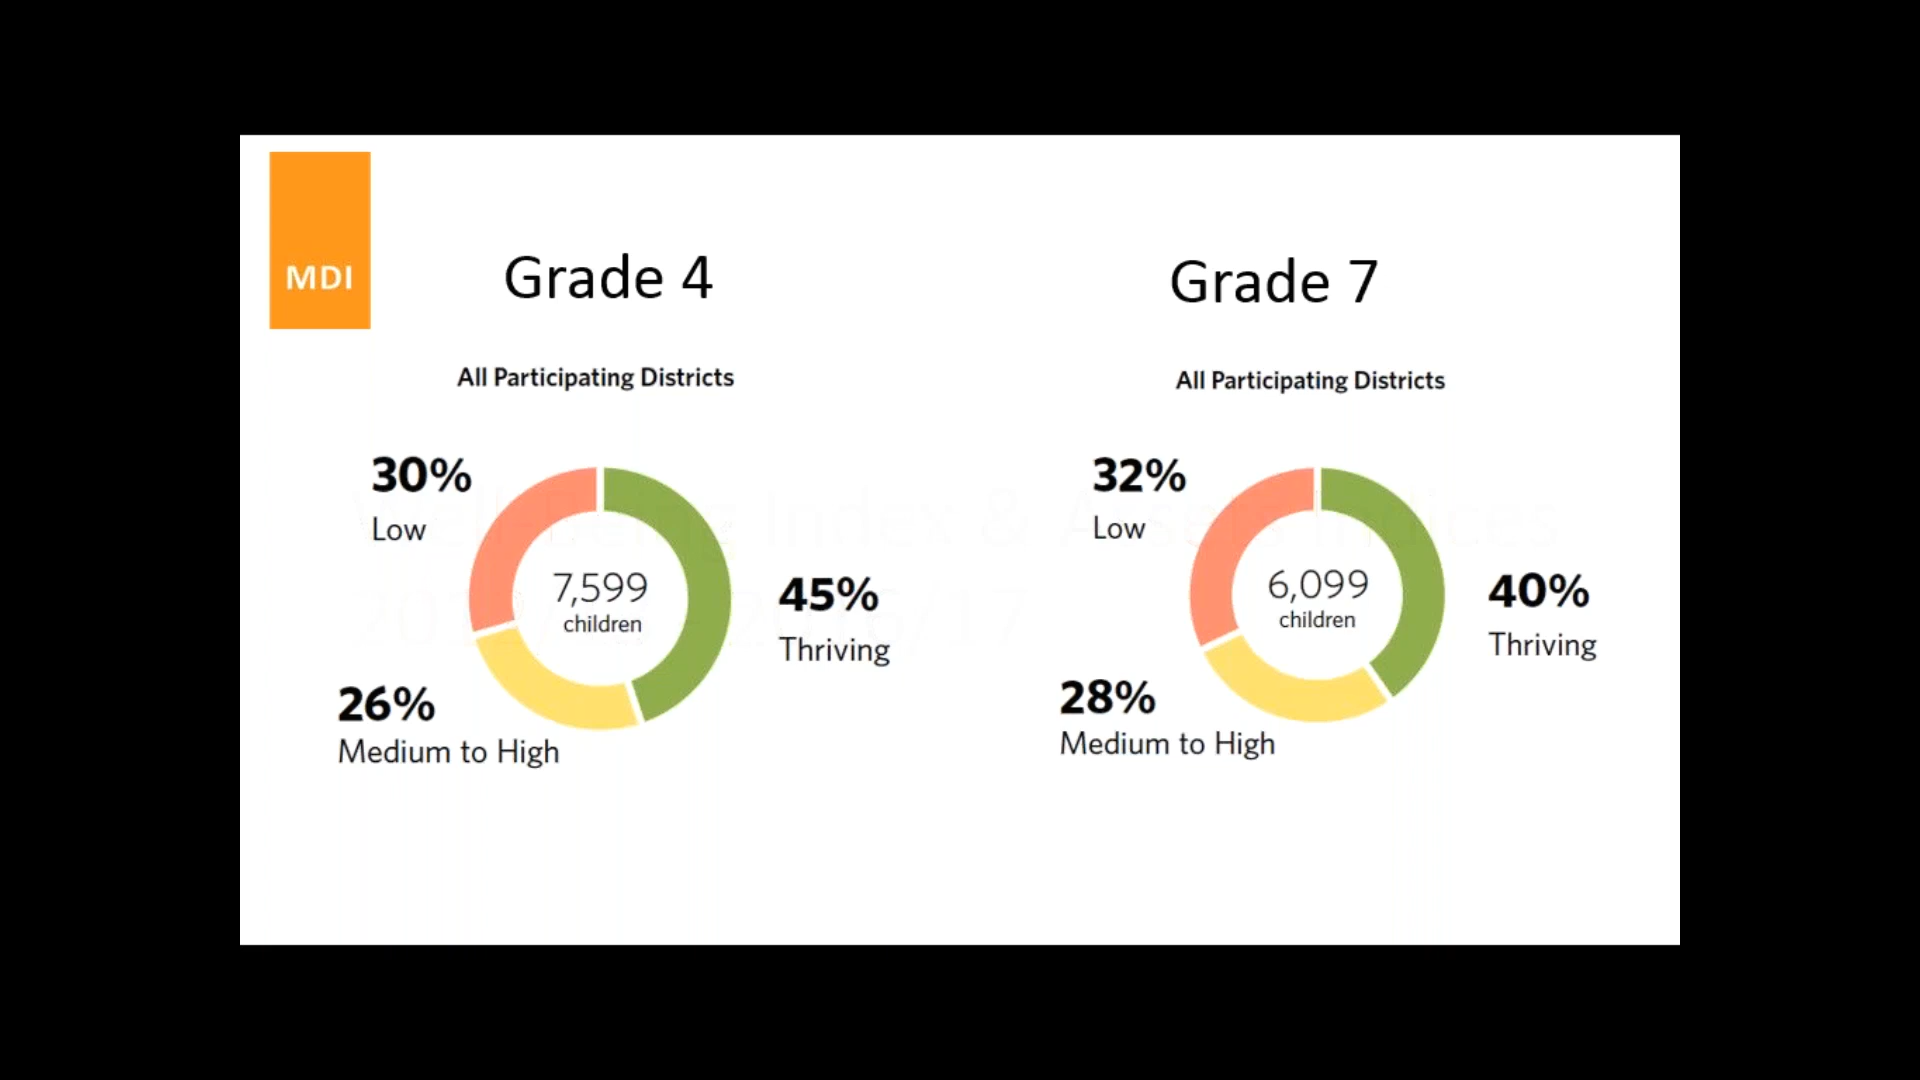 MDI
Grade 4
All Participating Districts
30%
Low
7,599
children
45%
Thriving
26%
Medium to High
Grade 7
All Participating Districts
32%
Low
6,099
children
40%
Thriving
28%
Medium to High